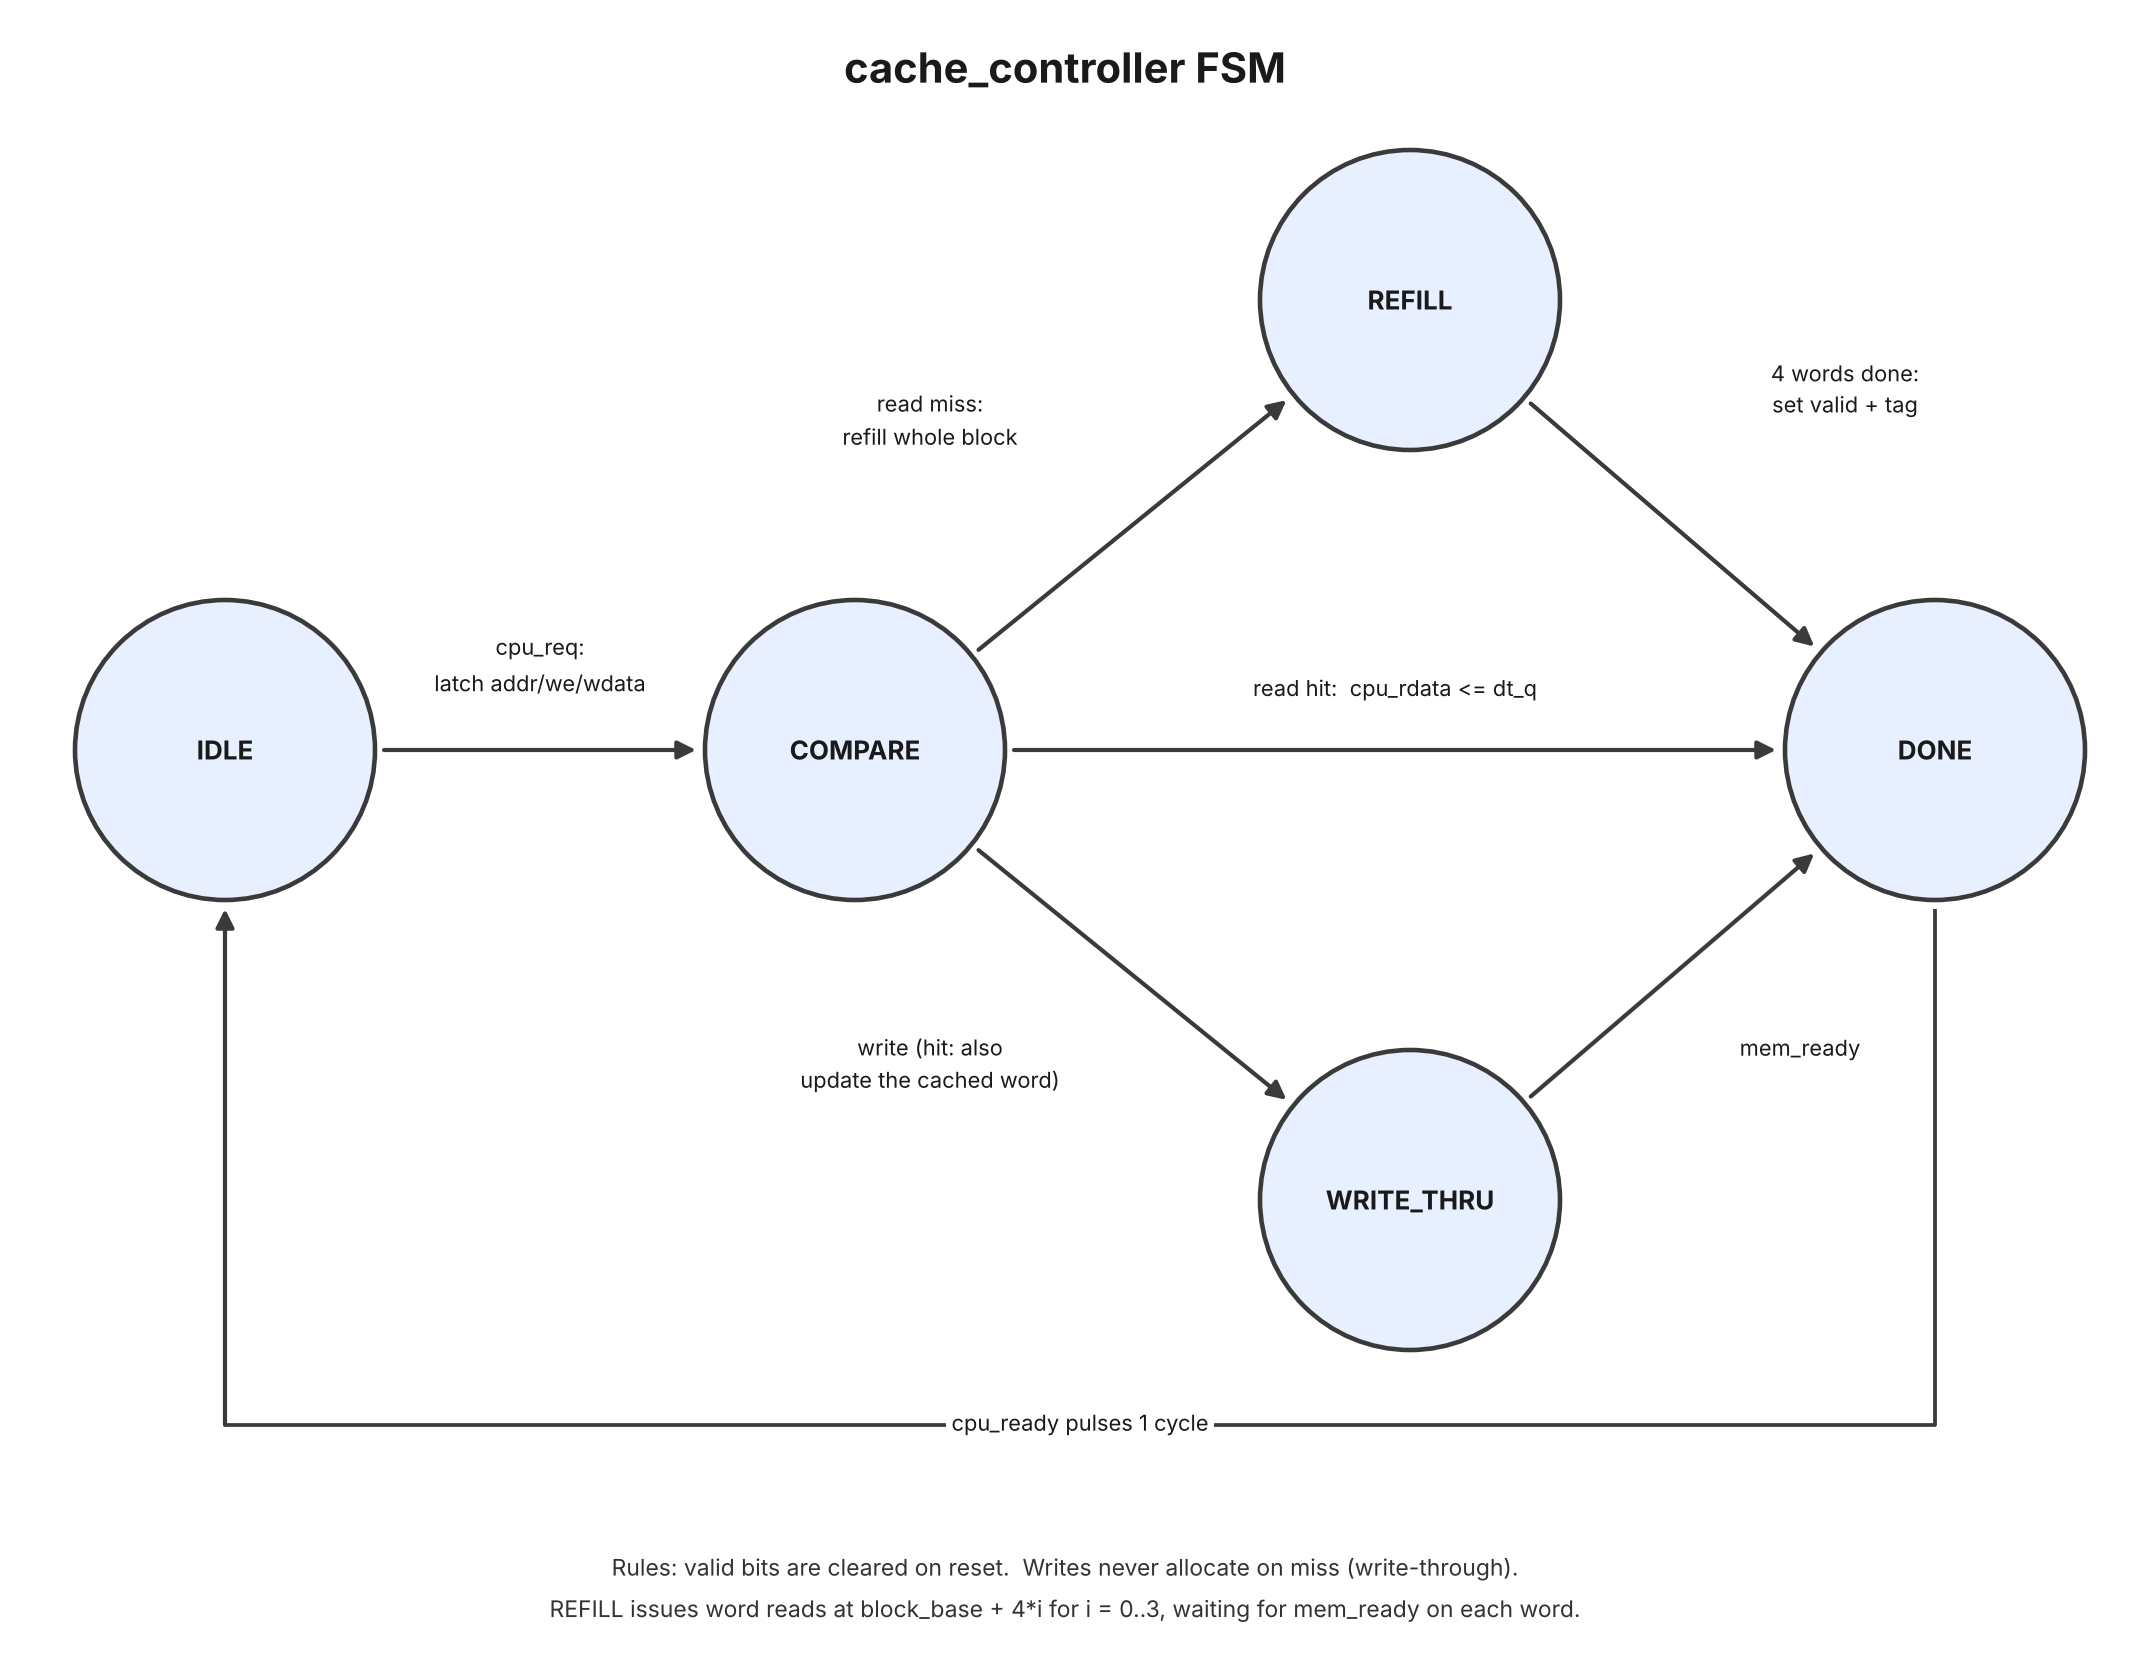 cache_controller FSM
REFILL
4 words done:
set valid + tag
read miss:
refill whole block
cpu_req:
latch addr/we/wdata
read hit:  cpu_rdata <= dt_q
IDLE
COMPARE
DONE
write (hit: also
update the cached word)
mem_ready
WRITE_THRU
cpu_ready pulses 1 cycle
Rules: valid bits are cleared on reset.  Writes never allocate on miss (write-through).
REFILL issues word reads at block_base + 4*i for i = 0..3, waiting for mem_ready on each word.